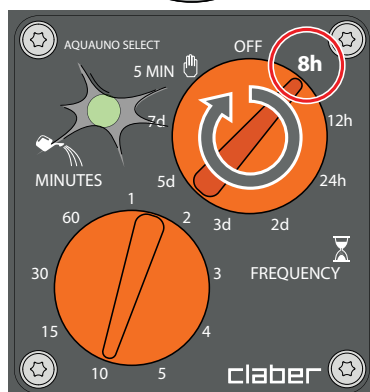 AQUAUNO SELECT
OFF
8h
5 MIN
7d
12h
MINUTES
5d
24h
3d
2d
60
1
2
30
3
FREQUENCY
15
4
10
5
claber